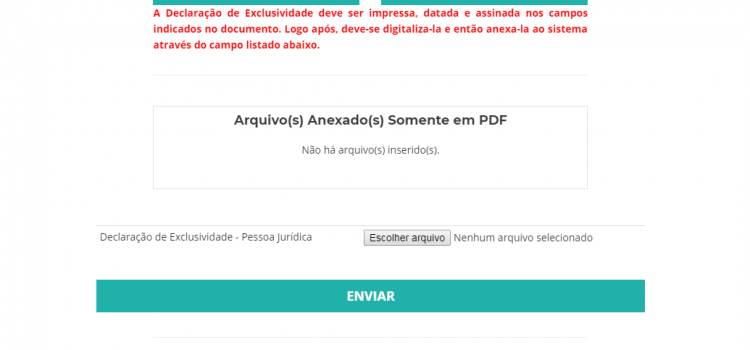 A Declaração de Exclusividade deve ser impressa, datada e assinada nos campos
indicados no documento. Logo após, deve-se digitaliza-la e então anexa-la ao sistema
através do campo listado abaixo.
Arquivo(s) Anexado(s) Somente em PDF
Não há arquivo(s) inserido(s).
Declaração de Exclusividade - Pessoa Jurídica Escolher arquivo Nenhum arquivo selecionado
ENVIAR